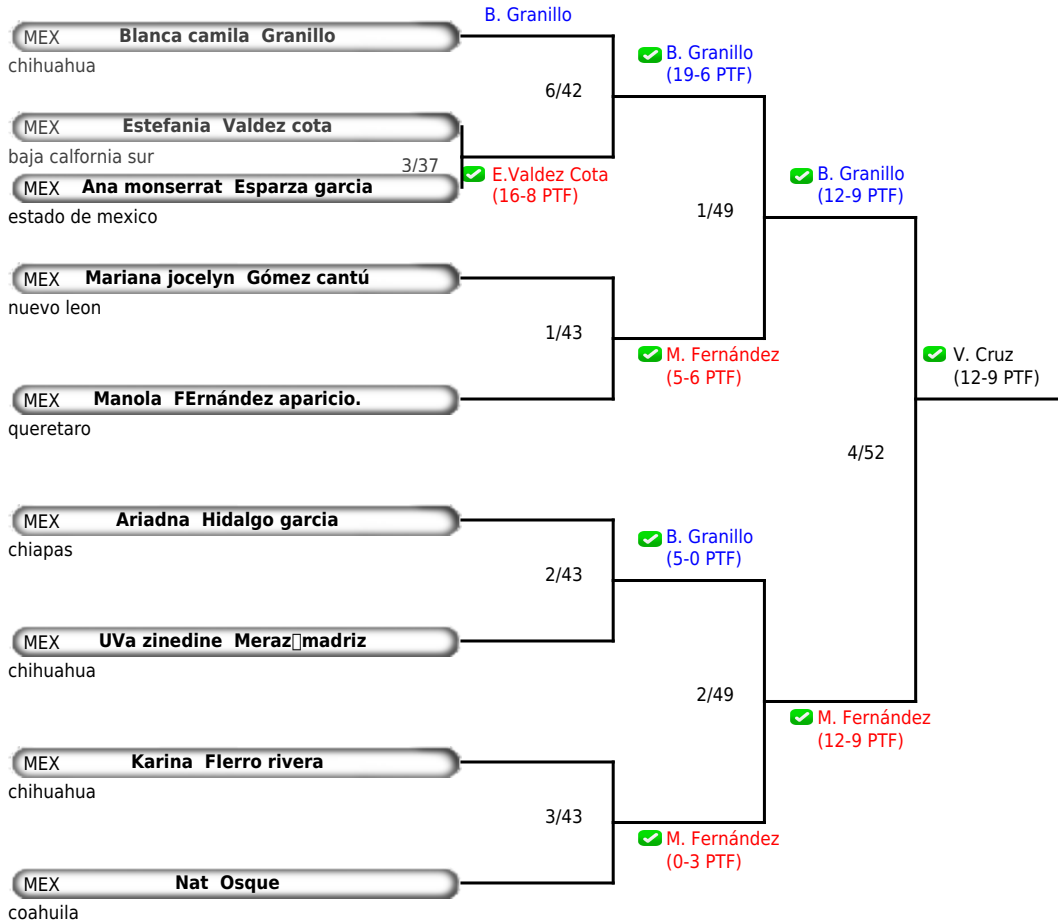 B. Granillo
MEX Blanca camila Granillo
chihuahua
B. Granillo
(19-6 PTF)
6/42
MEX Estefania Valdez cota
baja calfornia sur
3/37
E.Valdez Cota
(16-8 PTF)
MEX Ana monserrat Esparza garcia
estado de mexico
B. Granillo
(12-9 PTF)
1/49
MEX Mariana jocelyn Gómez cantú
nuevo leon
1/43
M. Fernández
(5-6 PTF)
V. Cruz
(12-9 PTF)
MEX Manola FErnández aparicio.
queretaro
4/52
MEX Ariadna Hidalgo garcia
chiapas
B. Granillo
(5-0 PTF)
2/43
MEX UVa zinedine Meraz▯madriz
chihuahua
2/49
M. Fernández
(12-9 PTF)
MEX Karina FIerro rivera
chihuahua
3/43
M. Fernández
(0-3 PTF)
MEX Nat Osque
coahuila